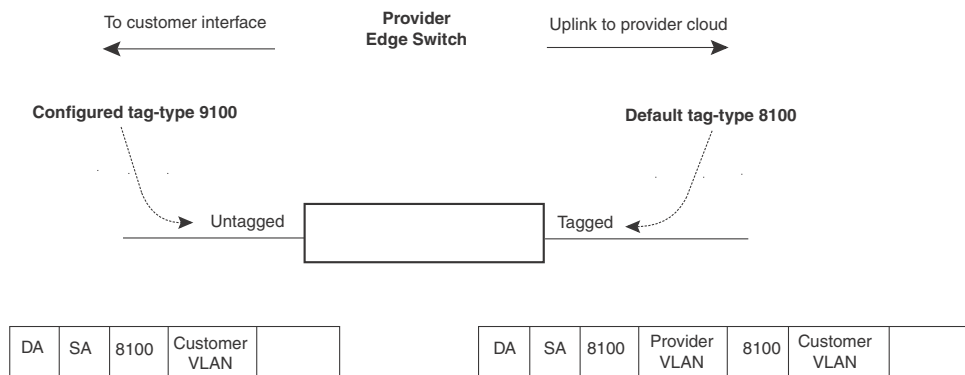 To customer interface
Provider
Edge Switch
Uplink to provider cloud
Configured tag-type 9100
Default tag-type 8100
Untagged
Tagged
DA SA 8100 Customer VLAN
DA SA 8100 Provider VLAN 8100 Customer VLAN